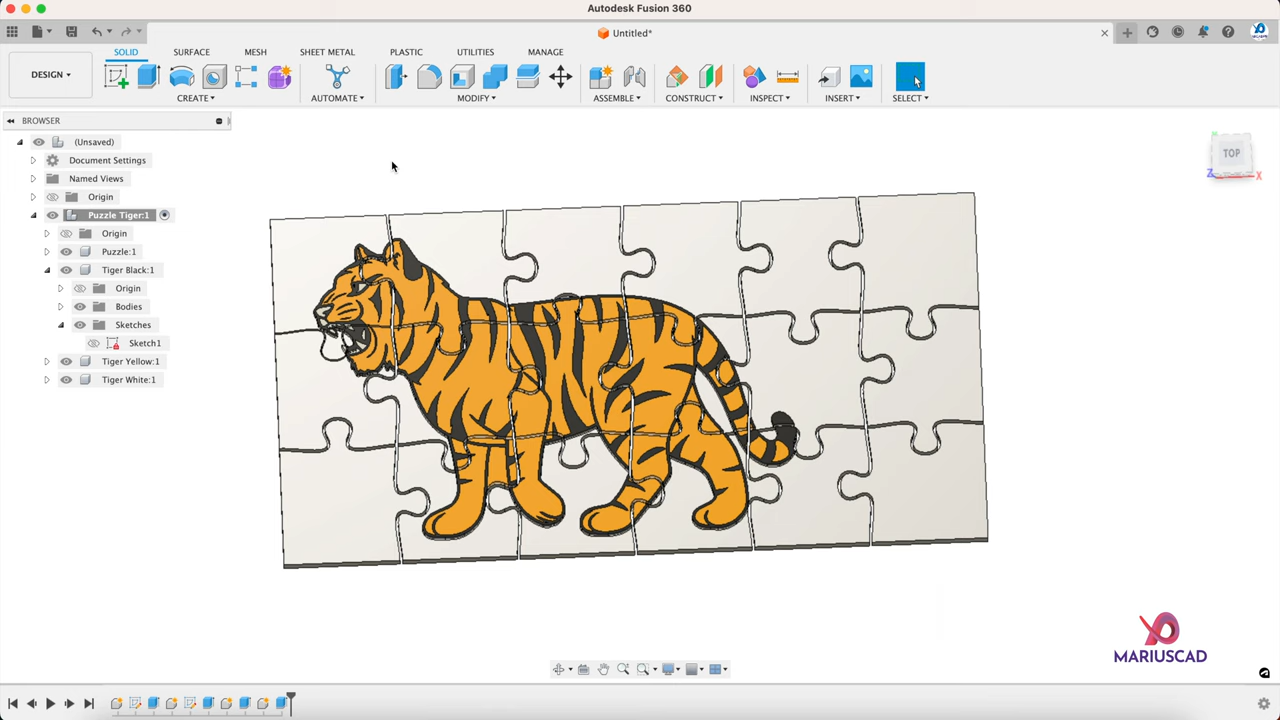 Autodesk Fusion 360
Untitled*
DESIGN
SOLID SURFACE MESH SHEET METAL PLASTIC UTILITIES MANAGE
CREATE AUTOMATE MODIFY ASSEMBLE CONSTRUCT INSPECT INSERT SELECT
BROWSER
(Unsaved)
Document Settings
Named Views
Origin
Puzzle Tiger:1
Origin
Puzzle:1
Tiger Black:1
Origin
Bodies
Sketches
Sketch1
Tiger Yellow:1
Tiger White:1
TOP
Z X
MARIUSCAD